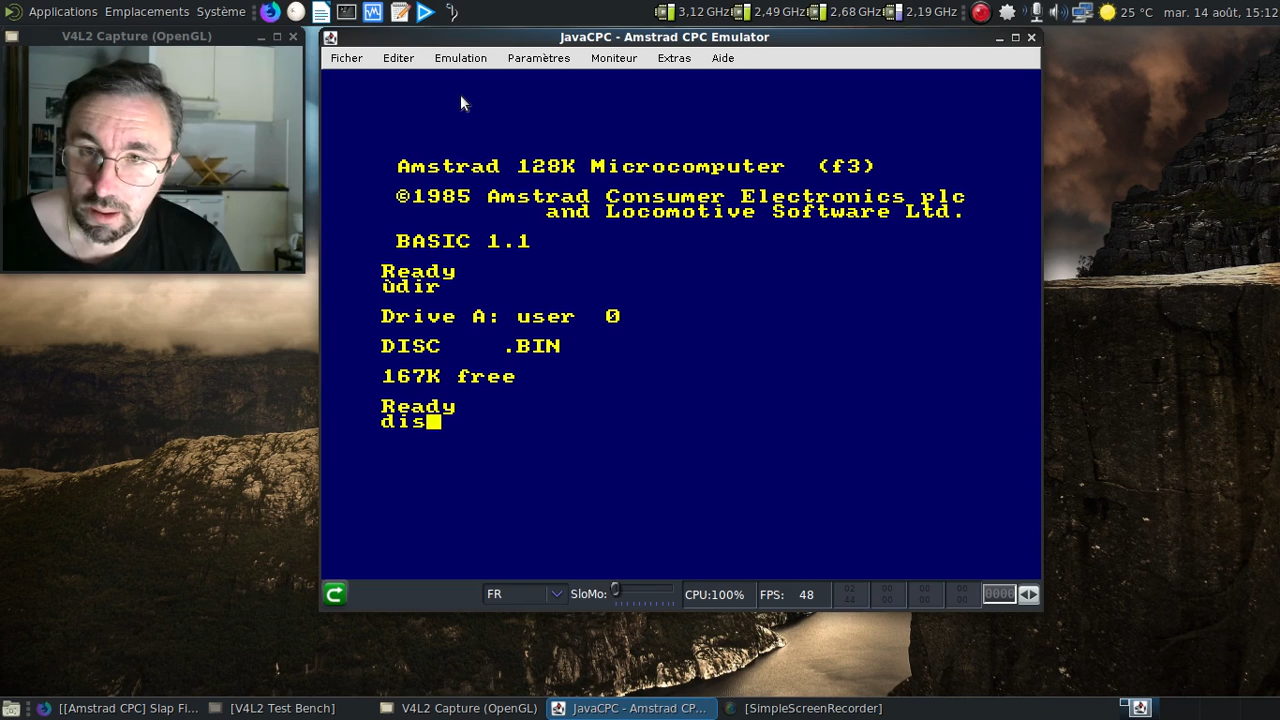 Applications Emplacements Système
3,12 GHz 2,49 GHz 2,68 GHz 2,19 GHz
25 °C mar. 14 août, 15:12
V4L2 Capture (OpenGL)
JavaCPC - Amstrad CPC Emulator
Ficher Editer Emulation Paramètres Moniteur Extras Aide
Amstrad 128K Microcomputer (f3)
©1985 Amstrad Consumer Electronics plc
and Locomotive Software Ltd.
BASIC 1.1
Ready
ùdir
Drive A: user 0
DISC .BIN
167K free
Ready
dis
FR SloMo: CPU:100% FPS: 48 0000
[[Amstrad CPC] Slap Fi... [V4L2 Test Bench] V4L2 Capture (OpenGL) JavaCPC - Amstrad CP... [SimpleScreenRecorder]